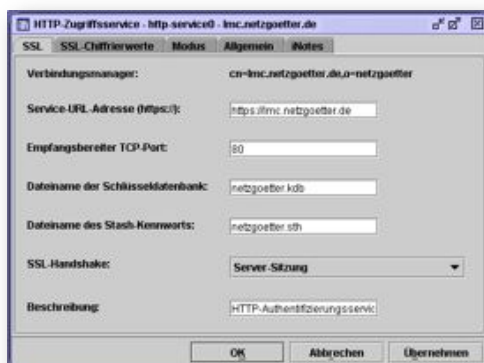 HTTP-Zugriffsservice - http-service0 - lmc.netzgoetter.de
SSL SSL-Chiffrierwerte Modus Allgemein iNotes
Verbindungsmanager: cn=lmc.netzgoetter.de,o=netzgoetter
Service-URL-Adresse (https://): https://lmc.netzgoetter.de
Empfangsbereiter TCP-Port: 80
Dateiname der Schlüsseldatenbank: netzgoetter.kdb
Dateiname des Stash-Kennworts: netzgoetter.sth
SSL-Handshake: Server-Sitzung
Beschreibung: HTTP-Authentifizierungsservic
OK Abbrechen Übernehmen